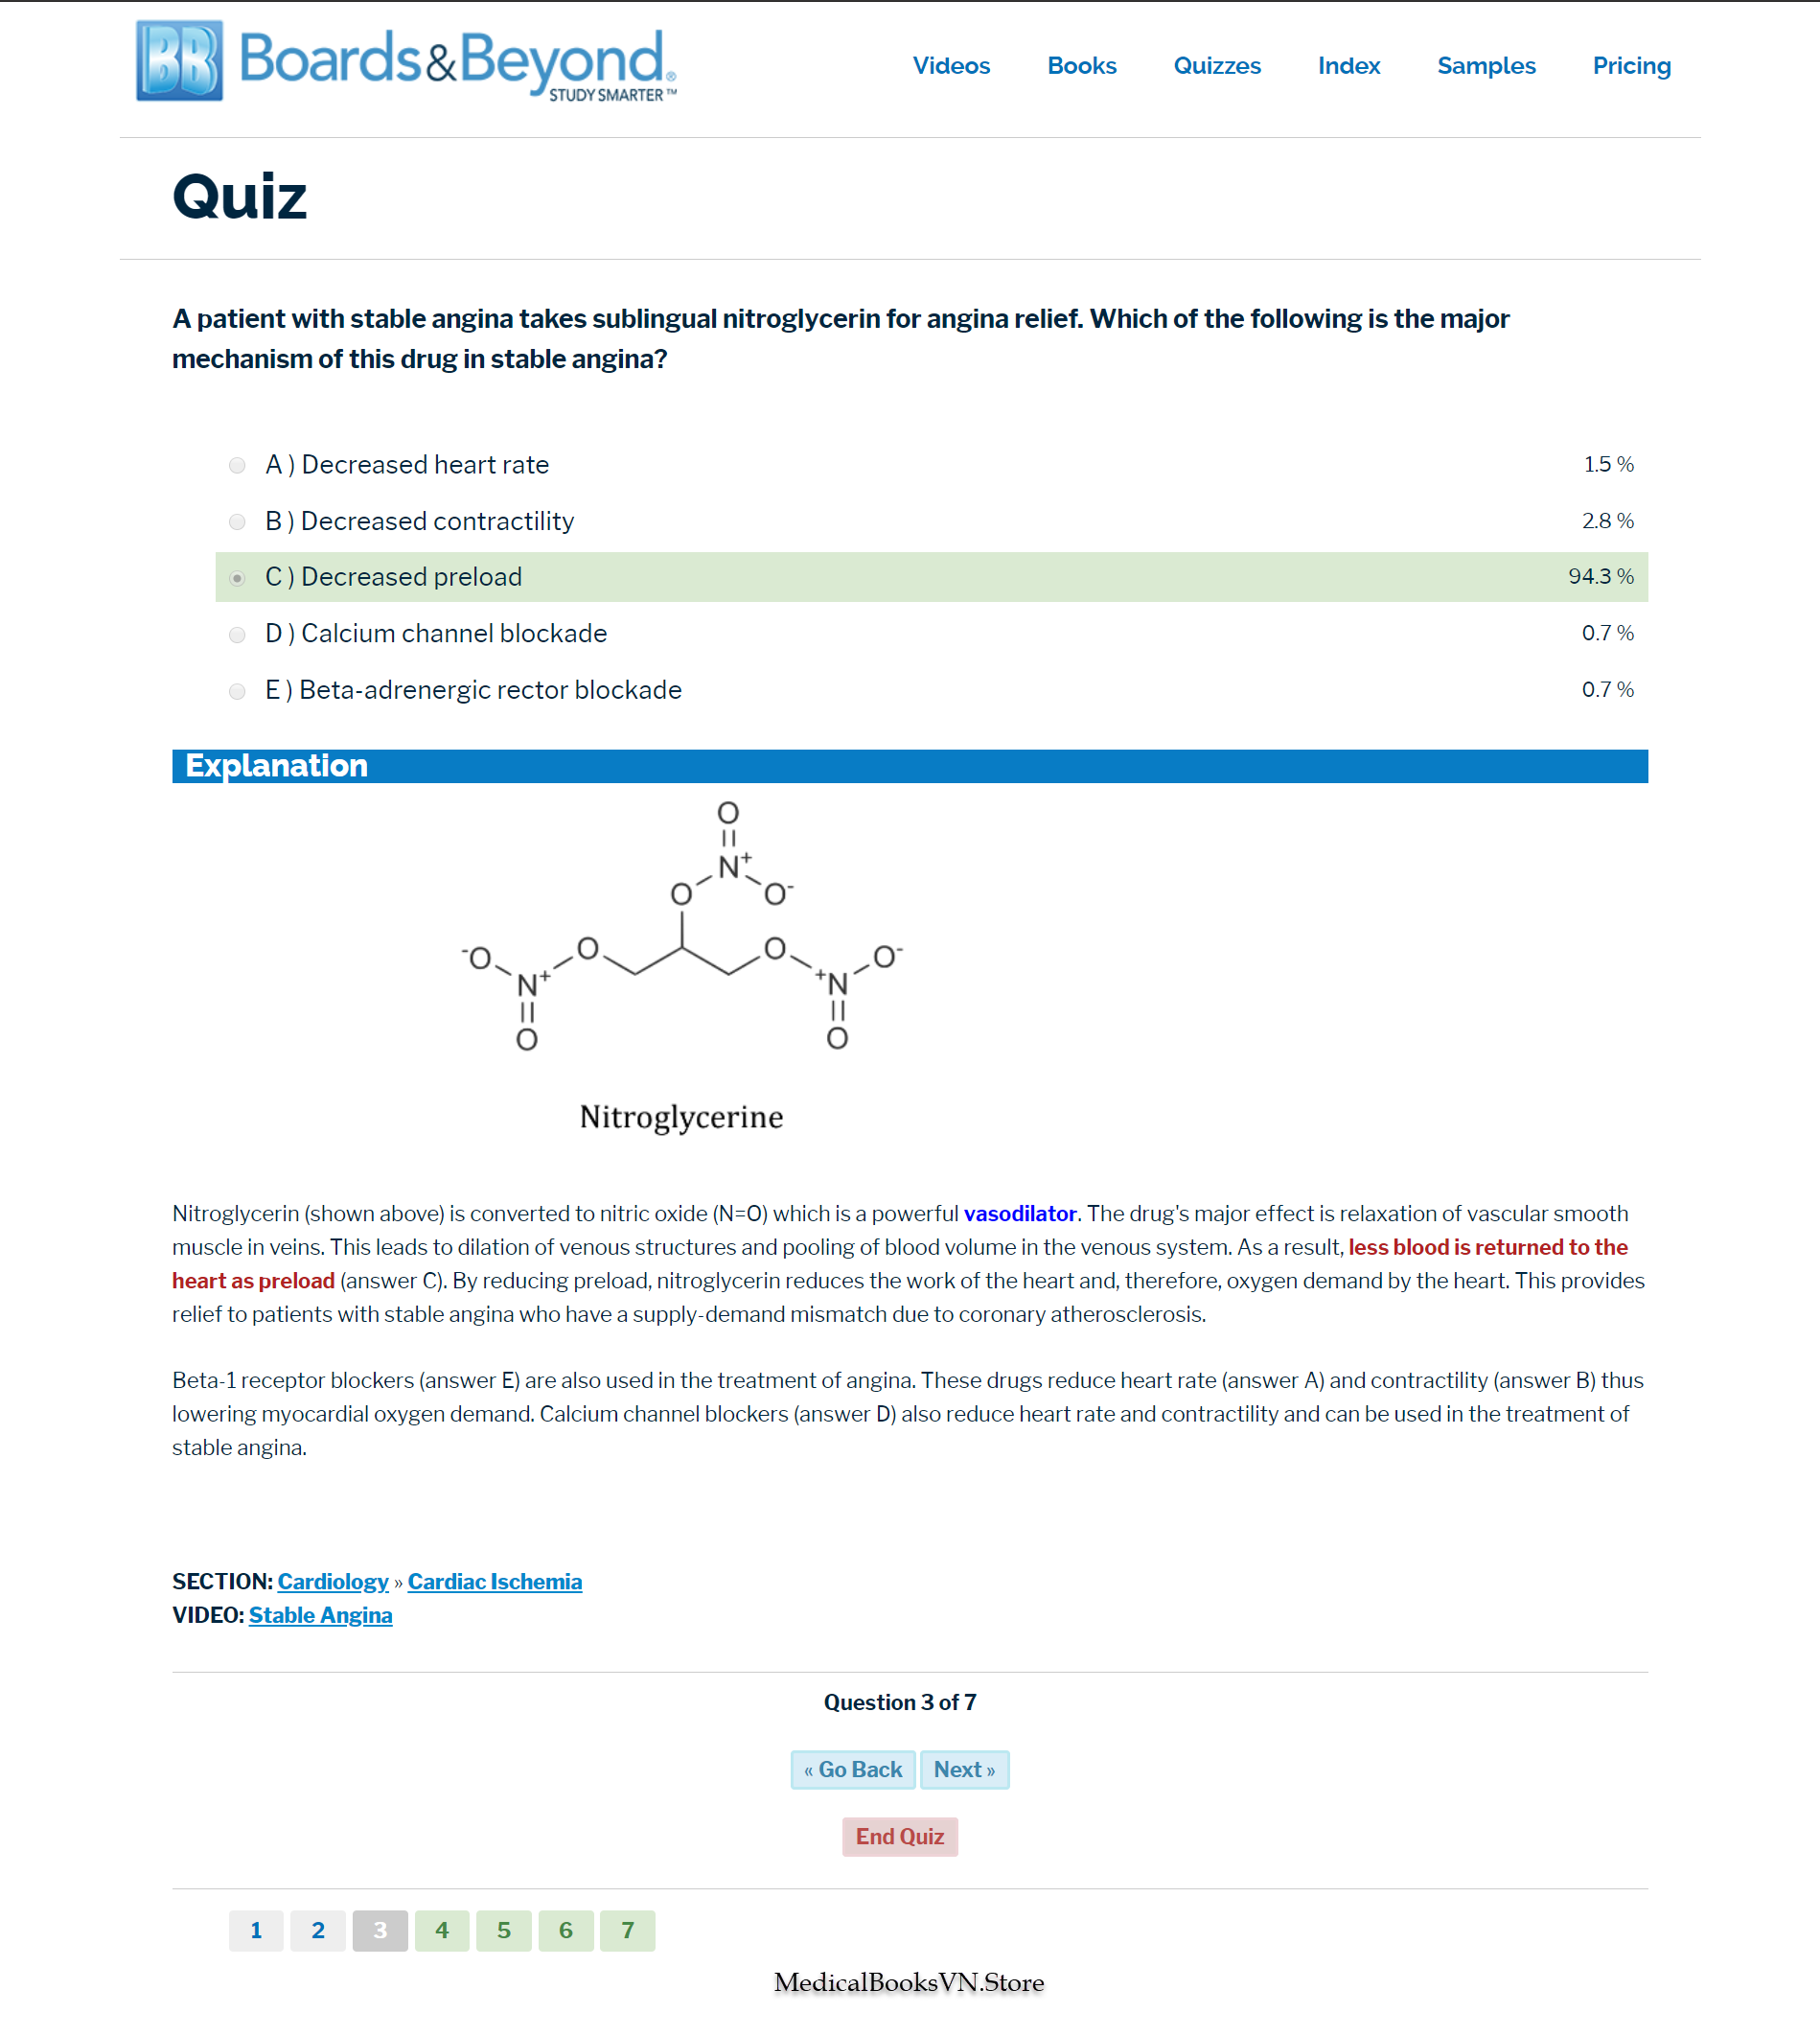 BB Boards&Beyond®
STUDY SMARTER™
Videos Books Quizzes Index Samples Pricing
Quiz
A patient with stable angina takes sublingual nitroglycerin for angina relief. Which of the following is the major
mechanism of this drug in stable angina?
A ) Decreased heart rate 1.5 %
B ) Decreased contractility 2.8 %
C ) Decreased preload 94.3 %
D ) Calcium channel blockade 0.7 %
E ) Beta-adrenergic rector blockade 0.7 %
Explanation
O
N+
O O-
-O O O O-
N+ +N
O O
Nitroglycerine
Nitroglycerin (shown above) is converted to nitric oxide (N=O) which is a powerful vasodilator. The drug's major effect is relaxation of vascular smooth
muscle in veins. This leads to dilation of venous structures and pooling of blood volume in the venous system. As a result, less blood is returned to the
heart as preload (answer C). By reducing preload, nitroglycerin reduces the work of the heart and, therefore, oxygen demand by the heart. This provides
relief to patients with stable angina who have a supply-demand mismatch due to coronary atherosclerosis.
Beta-1 receptor blockers (answer E) are also used in the treatment of angina. These drugs reduce heart rate (answer A) and contractility (answer B) thus
lowering myocardial oxygen demand. Calcium channel blockers (answer D) also reduce heart rate and contractility and can be used in the treatment of
stable angina.
SECTION: Cardiology » Cardiac Ischemia
VIDEO: Stable Angina
Question 3 of 7
« Go Back Next »
End Quiz
1 2 3 4 5 6 7
MedicalBooksVN.Store